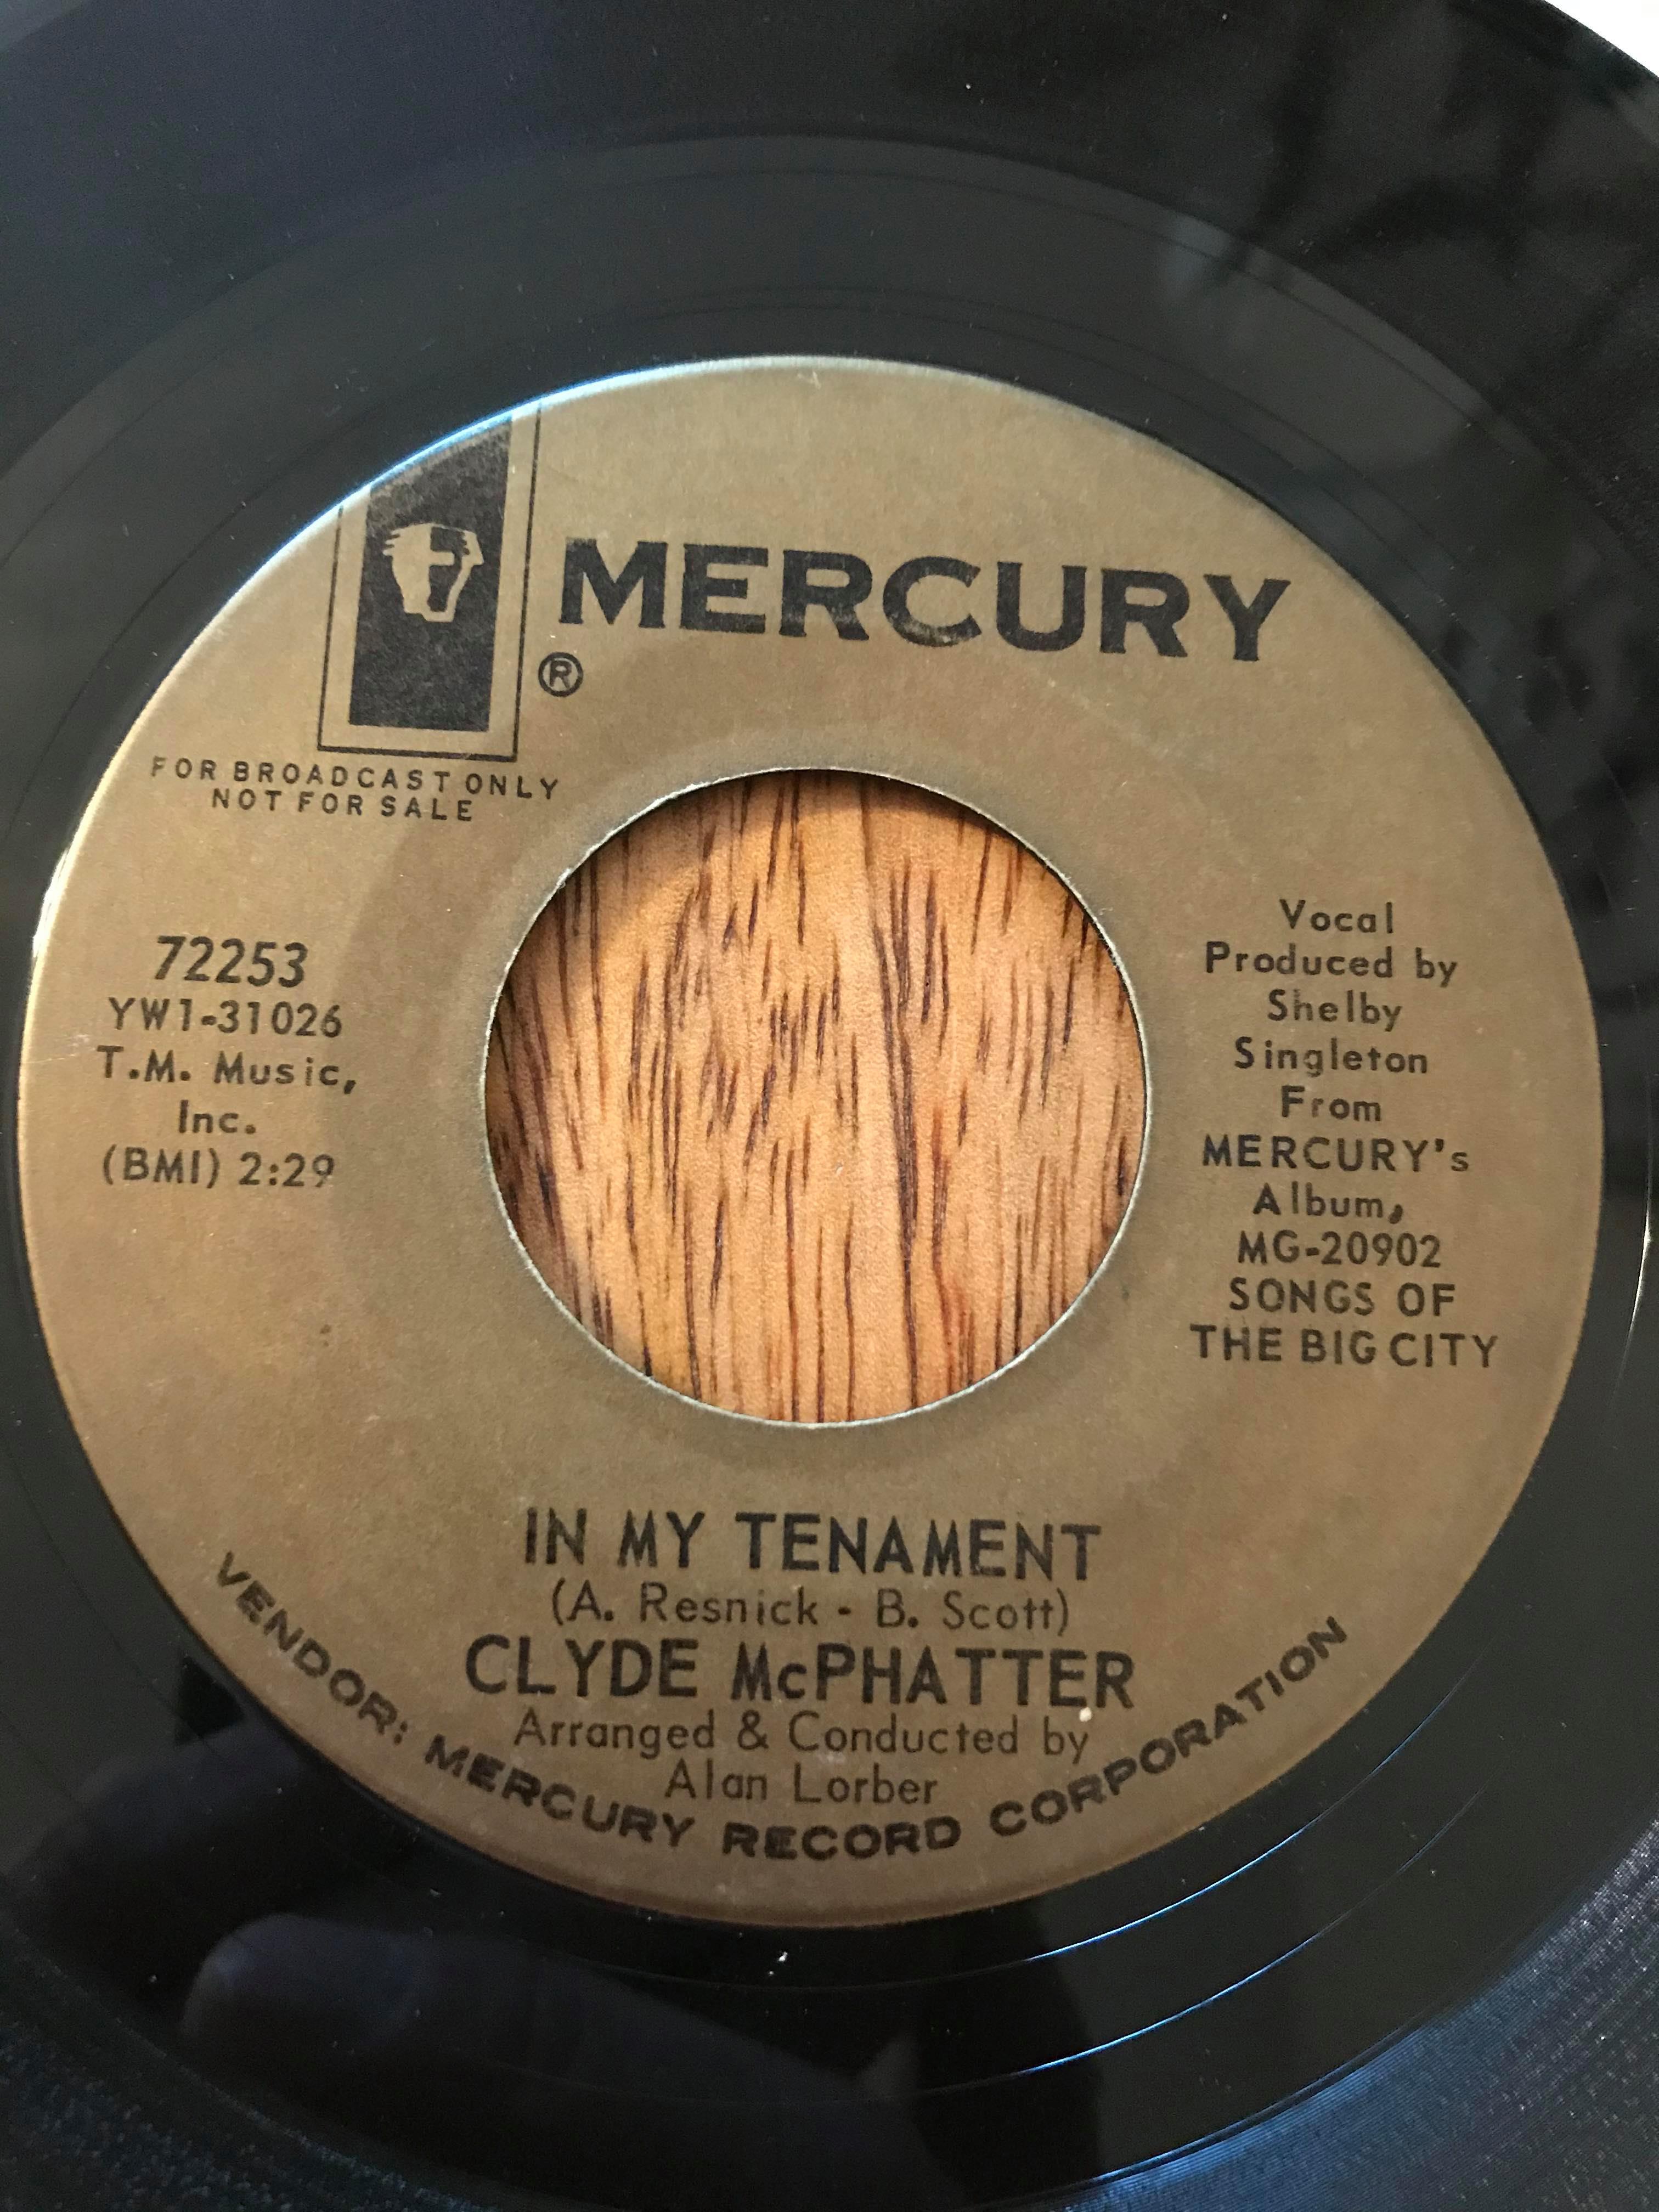 MERCURY
®
FOR BROADCAST ONLY
NOT FOR SALE
72253
YW1-31026
T.M. Music,
Inc.
(BMI) 2:29
Vocal
Produced by
Shelby
Singleton
From
MERCURY's
Album,
MG-20902
SONGS OF
THE BIG CITY
IN MY TENAMENT
(A. Resnick - B. Scott)
CLYDE McPHATTER
Arranged & Conducted by
Alan Lorber
VENDOR: MERCURY RECORD CORPORATION